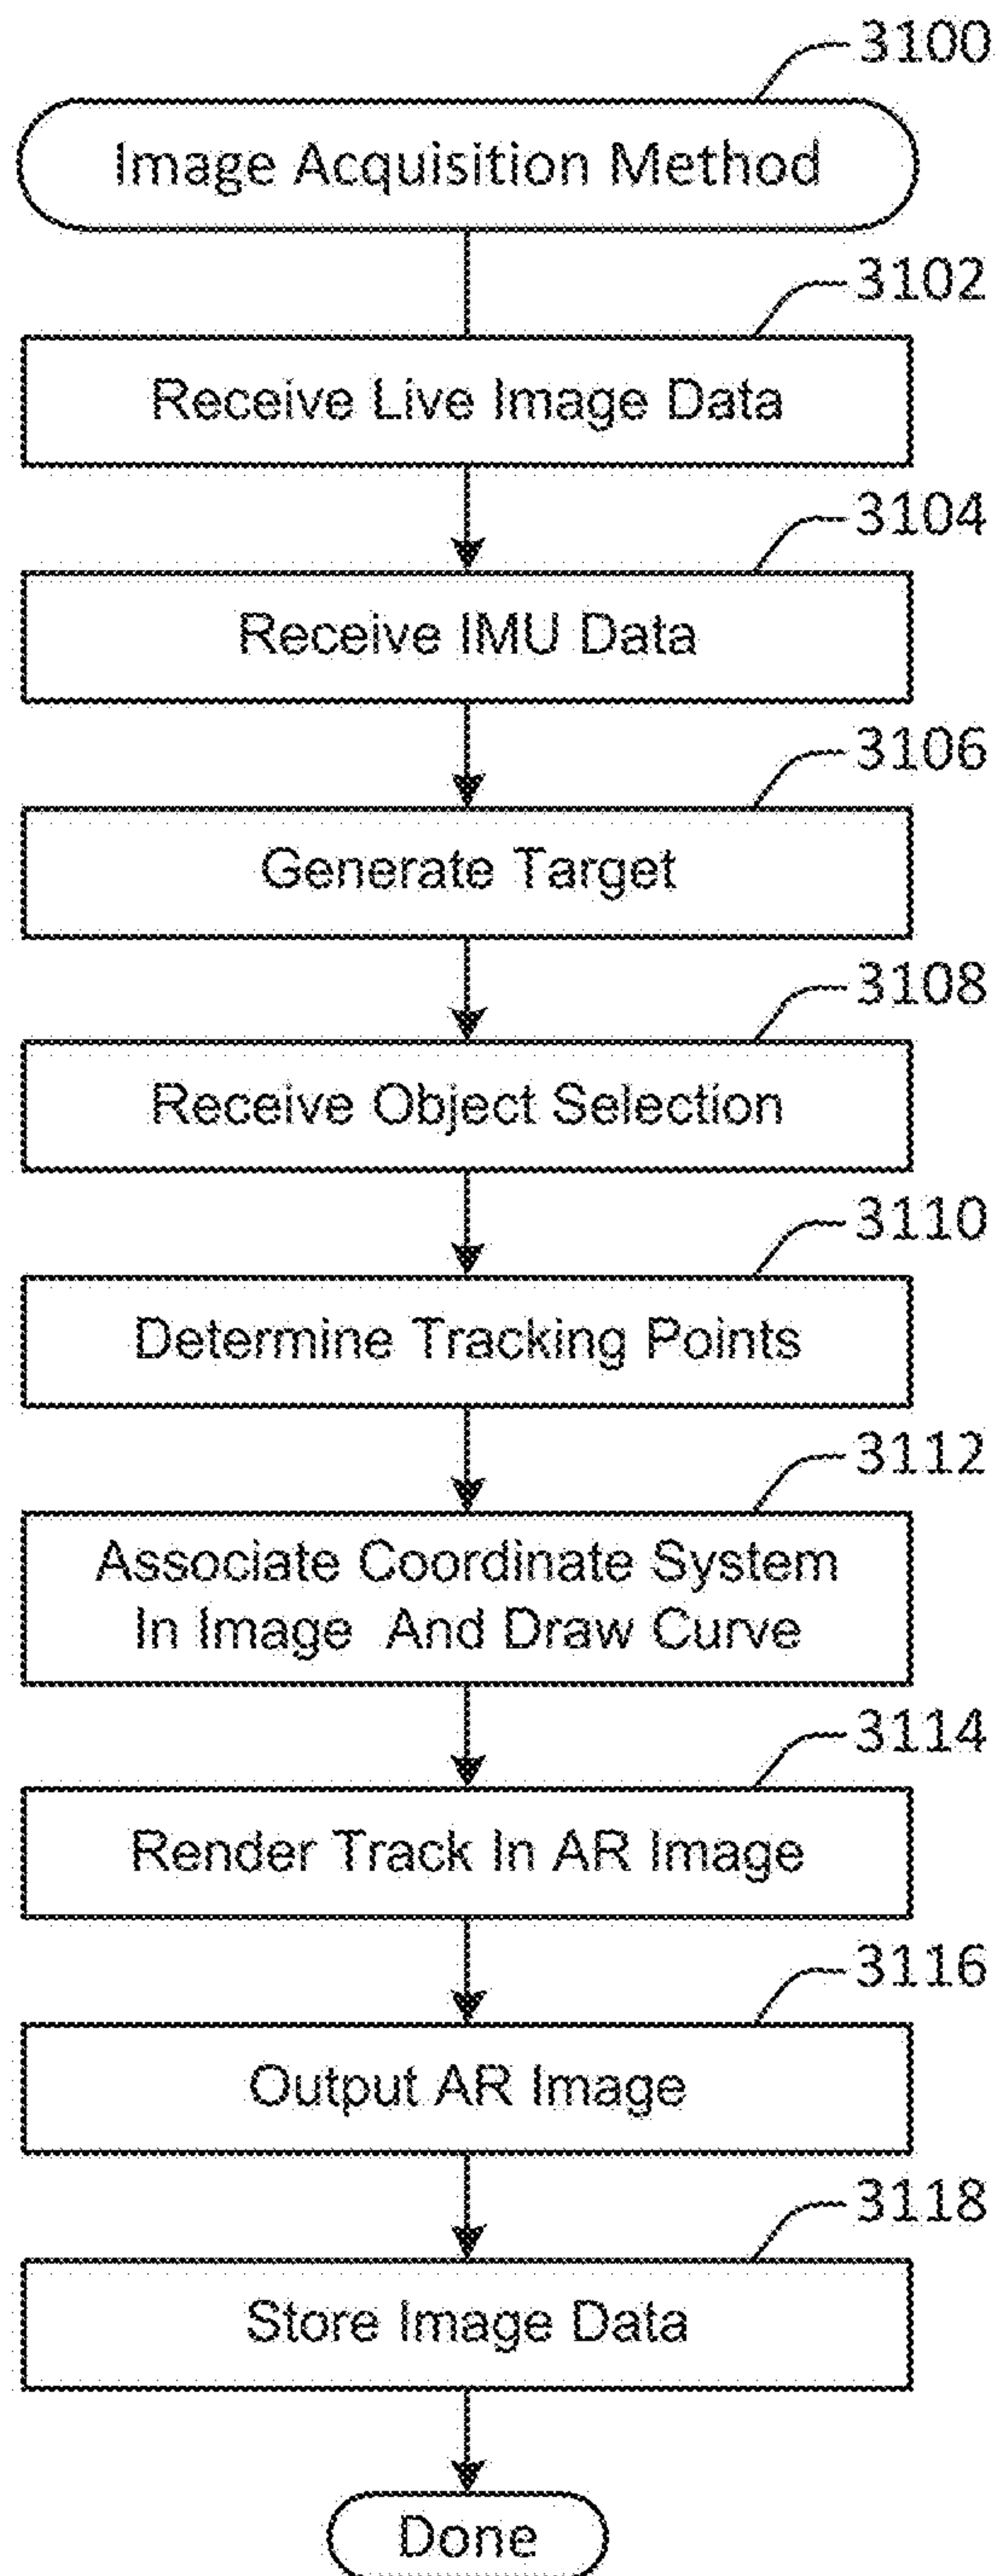 3100
Image Acquisition Method
3102
Receive Live Image Data
3104
Receive IMU Data
3106
Generate Target
3108
Receive Object Selection
3110
Determine Tracking Points
3112
Associate Coordinate System
In Image And Draw Curve
3114
Render Track In AR Image
3116
Output AR Image
3118
Store Image Data
Done